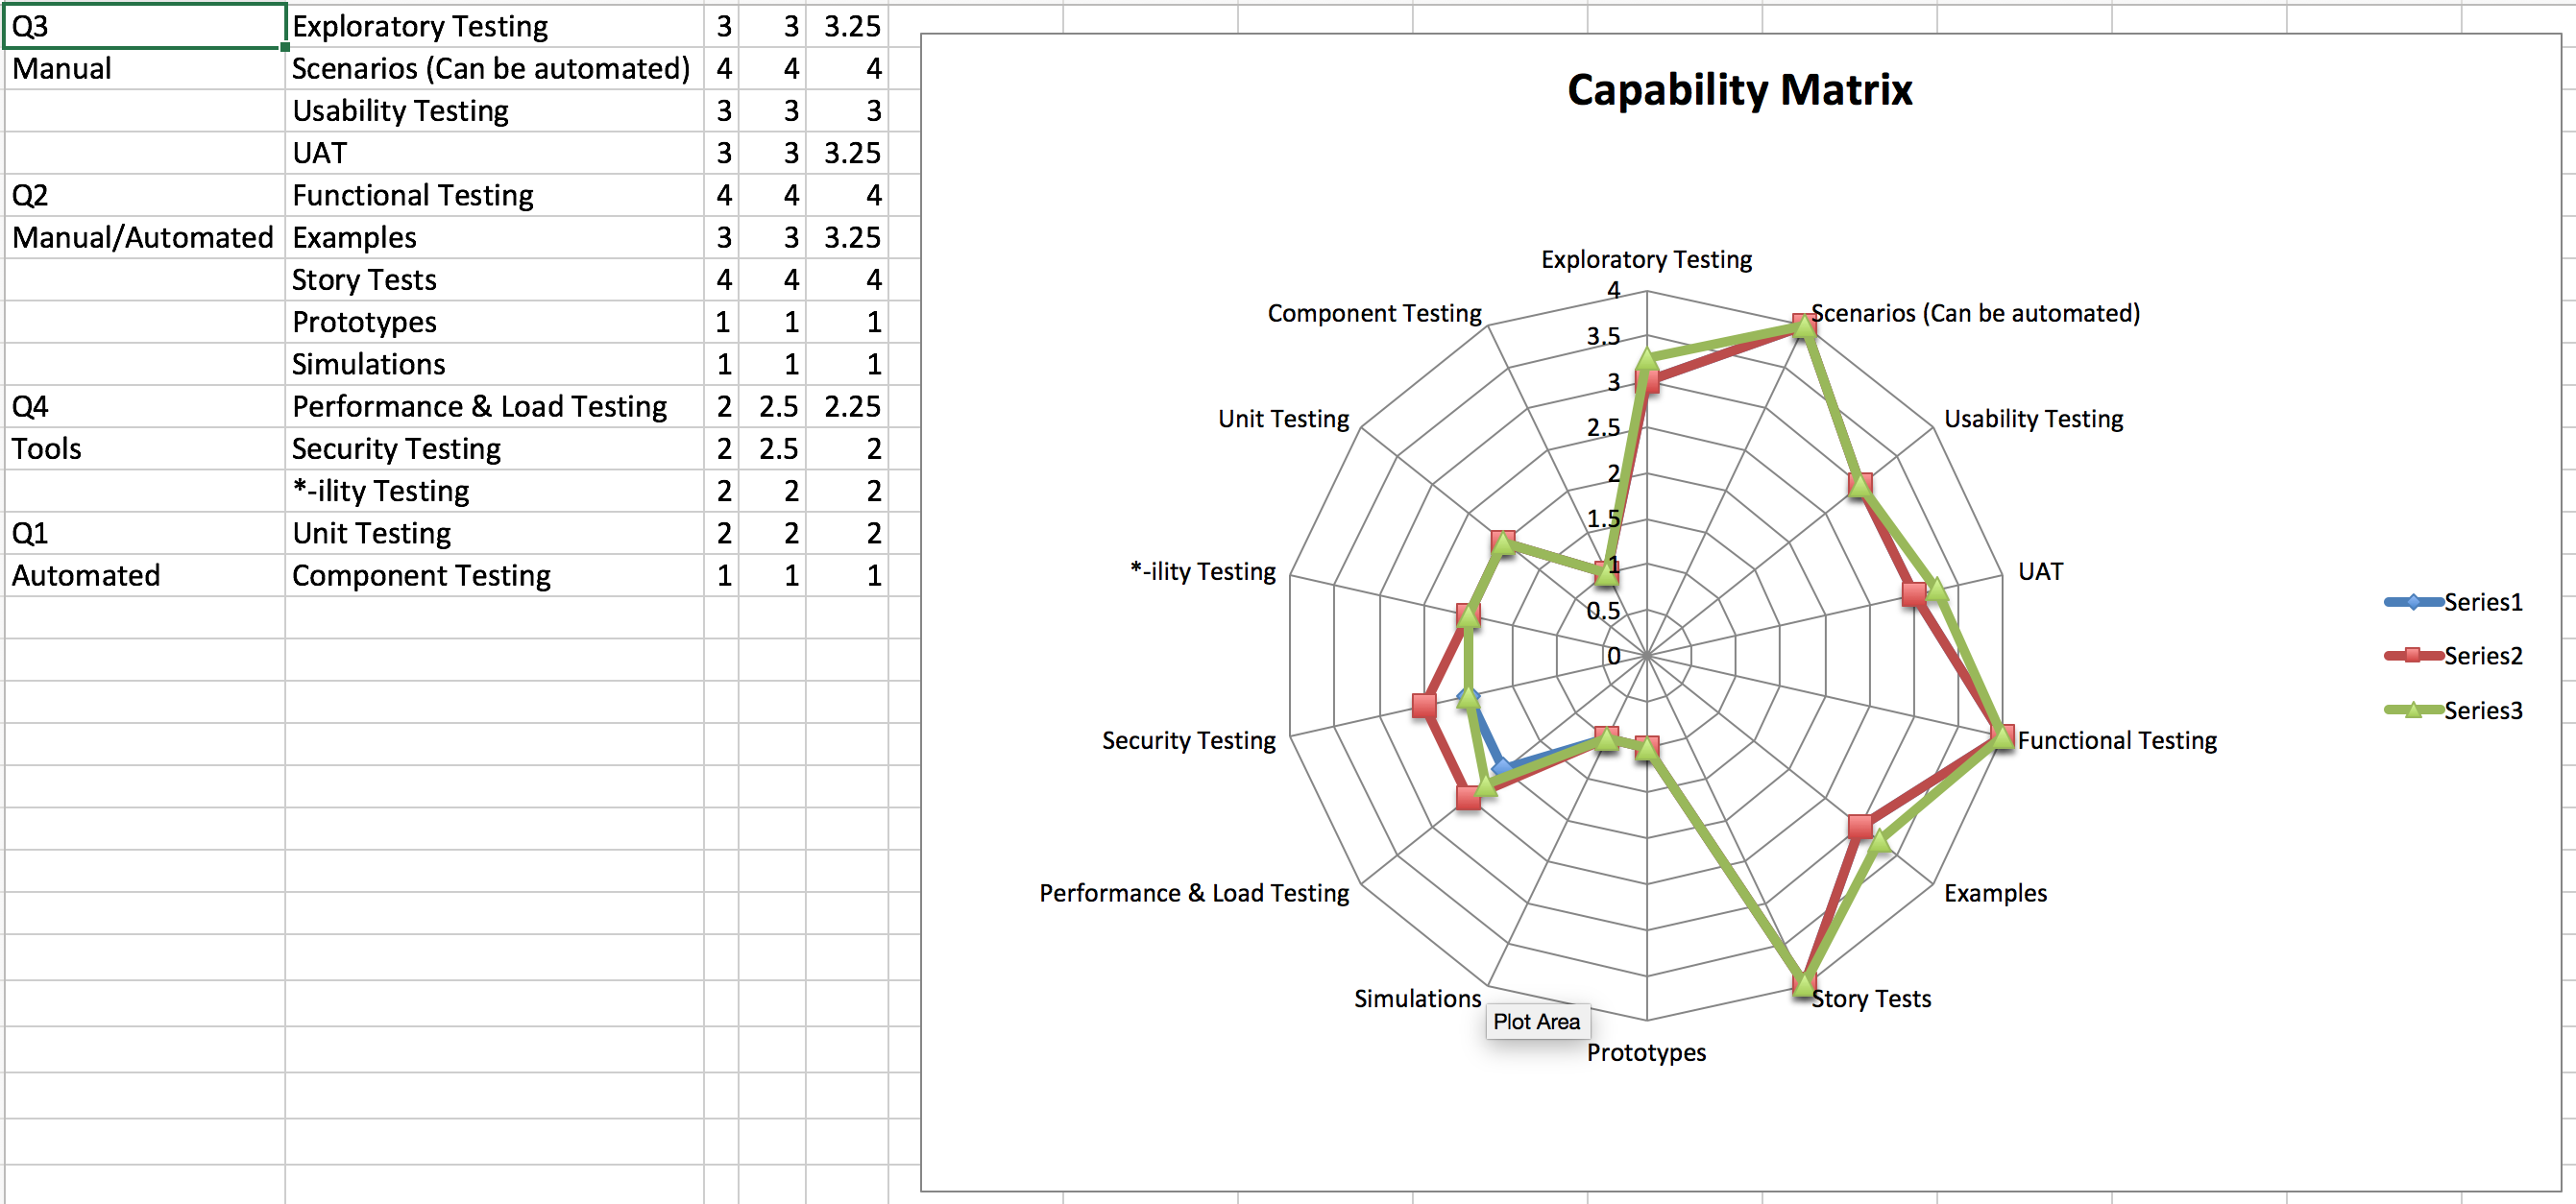 Q3 Exploratory Testing 3 3 3.25
Manual Scenarios (Can be automated) 4 4 4
Usability Testing 3 3 3
UAT 3 3 3.25
Q2 Functional Testing 4 4 4
Manual/Automated Examples 3 3 3.25
Story Tests 4 4 4
Prototypes 1 1 1
Simulations 1 1 1
Q4 Performance & Load Testing 2 2.5 2.25
Tools Security Testing 2 2.5 2
*-ility Testing 2 2 2
Q1 Unit Testing 2 2 2
Automated Component Testing 1 1 1
Capability Matrix
Exploratory Testing
Scenarios (Can be automated)
Usability Testing
UAT
Functional Testing
Examples
Story Tests
Prototypes
Simulations
Performance & Load Testing
Security Testing
*-ility Testing
Unit Testing
Component Testing
4
3.5
3
2.5
2
1.5
1
0.5
0
Plot Area
Series1
Series2
Series3